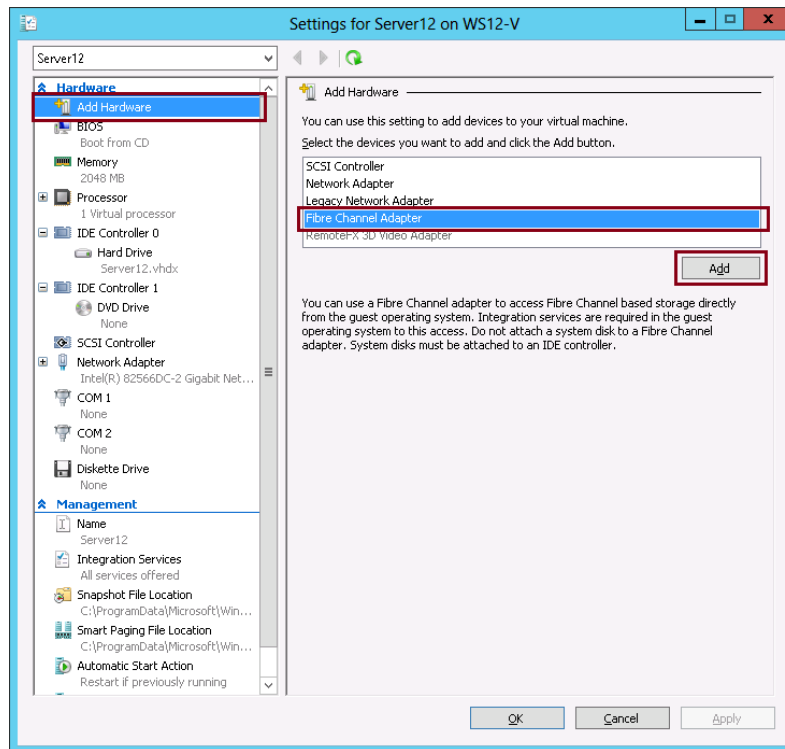 Settings for Server12 on WS12-V
Server12
Hardware
Add Hardware
BIOS
Boot from CD
Memory
2048 MB
Processor
1 Virtual processor
IDE Controller 0
Hard Drive
Server12.vhdx
IDE Controller 1
DVD Drive
None
SCSI Controller
Network Adapter
Intel(R) 82566DC-2 Gigabit Net...
COM 1
None
COM 2
None
Diskette Drive
None
Management
Name
Server12
Integration Services
All services offered
Snapshot File Location
C:\ProgramData\Microsoft\Win...
Smart Paging File Location
C:\ProgramData\Microsoft\Win...
Automatic Start Action
Restart if previously running
Add Hardware
You can use this setting to add devices to your virtual machine.
Select the devices you want to add and click the Add button.
SCSI Controller
Network Adapter
Legacy Network Adapter
Fibre Channel Adapter
RemoteFX 3D Video Adapter
Add
You can use a Fibre Channel adapter to access Fibre Channel based storage directly
from the guest operating system. Integration services are required in the guest
operating system to this access. Do not attach a system disk to a Fibre Channel
adapter. System disks must be attached to an IDE controller.
OK
Cancel
Apply